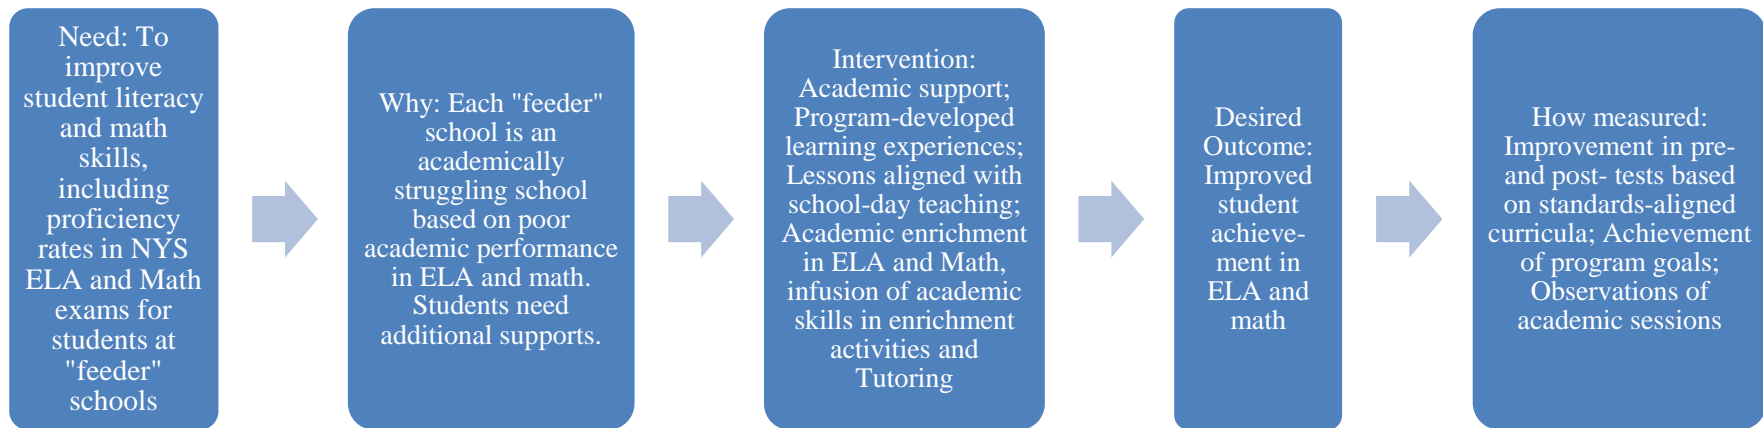 Need: To
improve
student literacy
and math
skills,
including
proficiency
rates in NYS
ELA and Math
exams for
students at
"feeder"
schools
Why: Each "feeder"
school is an
academically
struggling school
based on poor
academic performance
in ELA and math.
Students need
additional supports.
Intervention:
Academic support;
Program-developed
learning experiences;
Lessons aligned with
school-day teaching;
Academic enrichment
in ELA and Math,
infusion of academic
skills in enrichment
activities and
Tutoring
Desired
Outcome:
Improved
student
achieve-
ment in
ELA and
math
How measured:
Improvement in pre-
and post- tests based
on standards-aligned
curricula; Achievement
of program goals;
Observations of
academic sessions